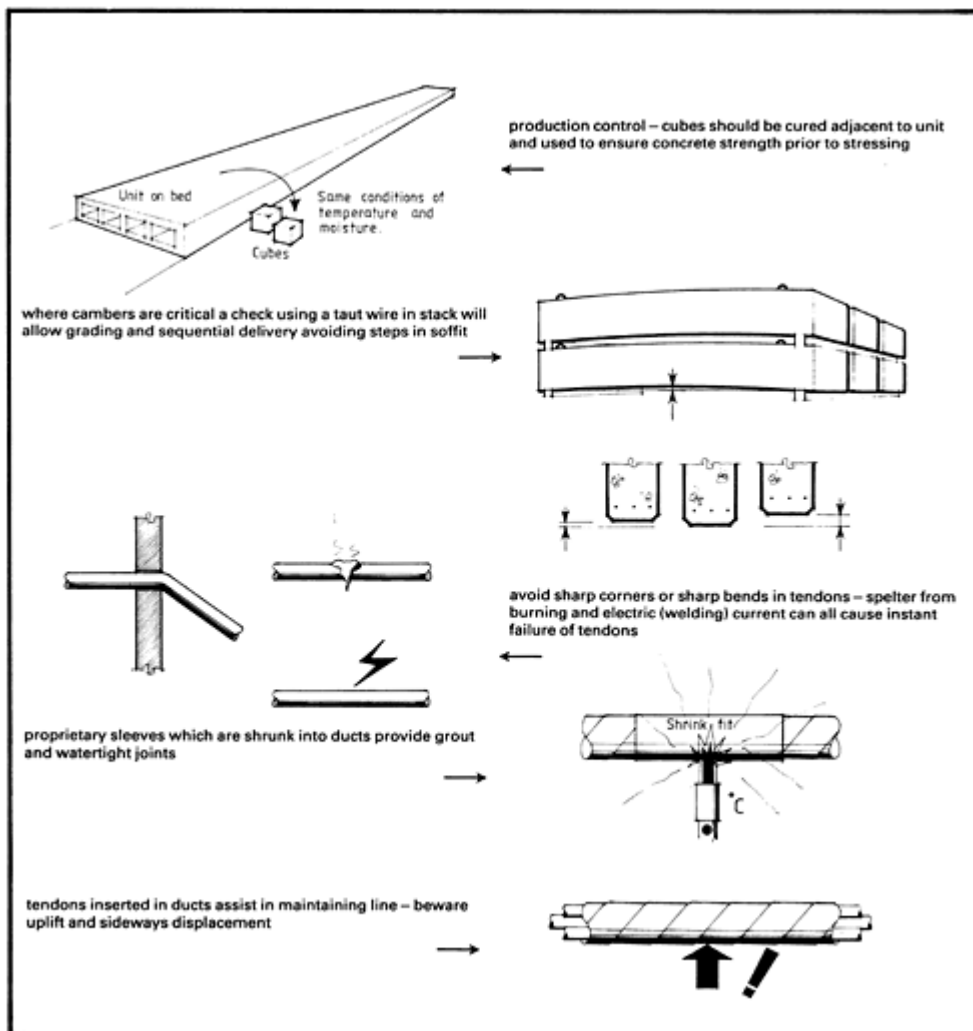 production control – cubes should be cured adjacent to unit
and used to ensure concrete strength prior to stressing
Unit on bed
Same conditions of
temperature and
moisture.
Cubes
where cambers are critical a check using a taut wire in stack will
allow grading and sequential delivery avoiding steps in soffit
avoid sharp corners or sharp bends in tendons – spelter from
burning and electric (welding) current can all cause instant
failure of tendons
proprietary sleeves which are shrunk into ducts provide grout
and watertight joints
Shrink fit
°C
tendons inserted in ducts assist in maintaining line – beware
uplift and sideways displacement